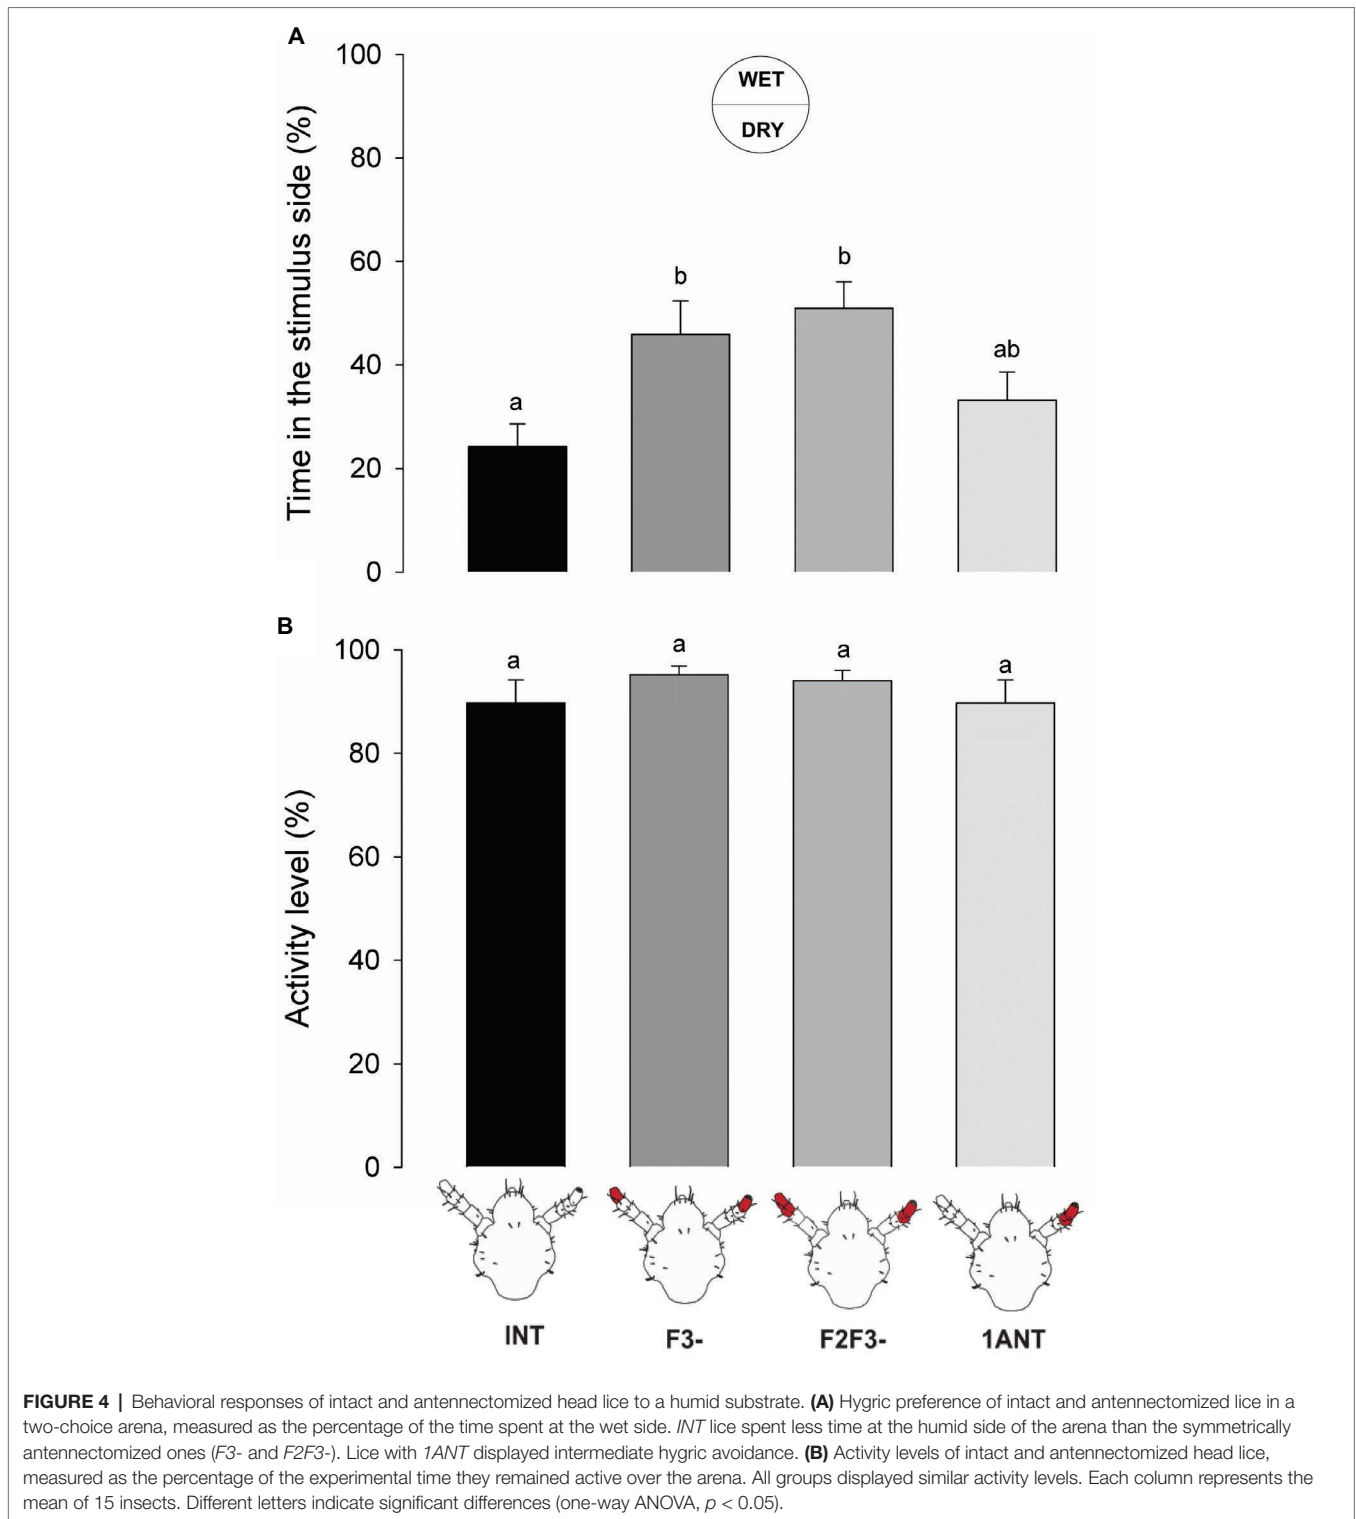 A
100
80
60
40
20
0
Time in the stimulus side (%)
WET
DRY
a
b
b
ab
B
100
80
60
40
20
0
Activity level (%)
a
a
a
a
INT
F3-
F2F3-
1ANT
FIGURE 4 | Behavioral responses of intact and antennectomized head lice to a humid substrate. (A) Hygric preference of intact and antennectomized lice in a
two-choice arena, measured as the percentage of the time spent at the wet side. INT lice spent less time at the humid side of the arena than the symmetrically
antennectomized ones (F3- and F2F3-). Lice with 1ANT displayed intermediate hygric avoidance. (B) Activity levels of intact and antennectomized head lice,
measured as the percentage of the experimental time they remained active over the arena. All groups displayed similar activity levels. Each column represents the
mean of 15 insects. Different letters indicate significant differences (one-way ANOVA, p < 0.05).